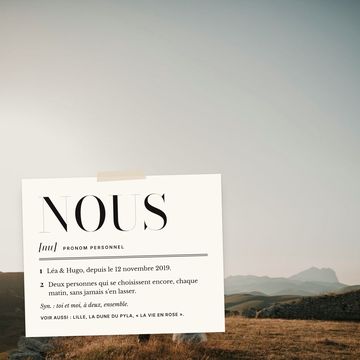 NOUS
[nu] PRONOM PERSONNEL
1 Léa & Hugo, depuis le 12 novembre 2019.
2 Deux personnes qui se choisissent encore, chaque
matin, sans jamais s'en lasser.
Syn. : toi et moi, à deux, ensemble.
VOIR AUSSI : LILLE, LA DUNE DU PYLA, « LA VIE EN ROSE ».